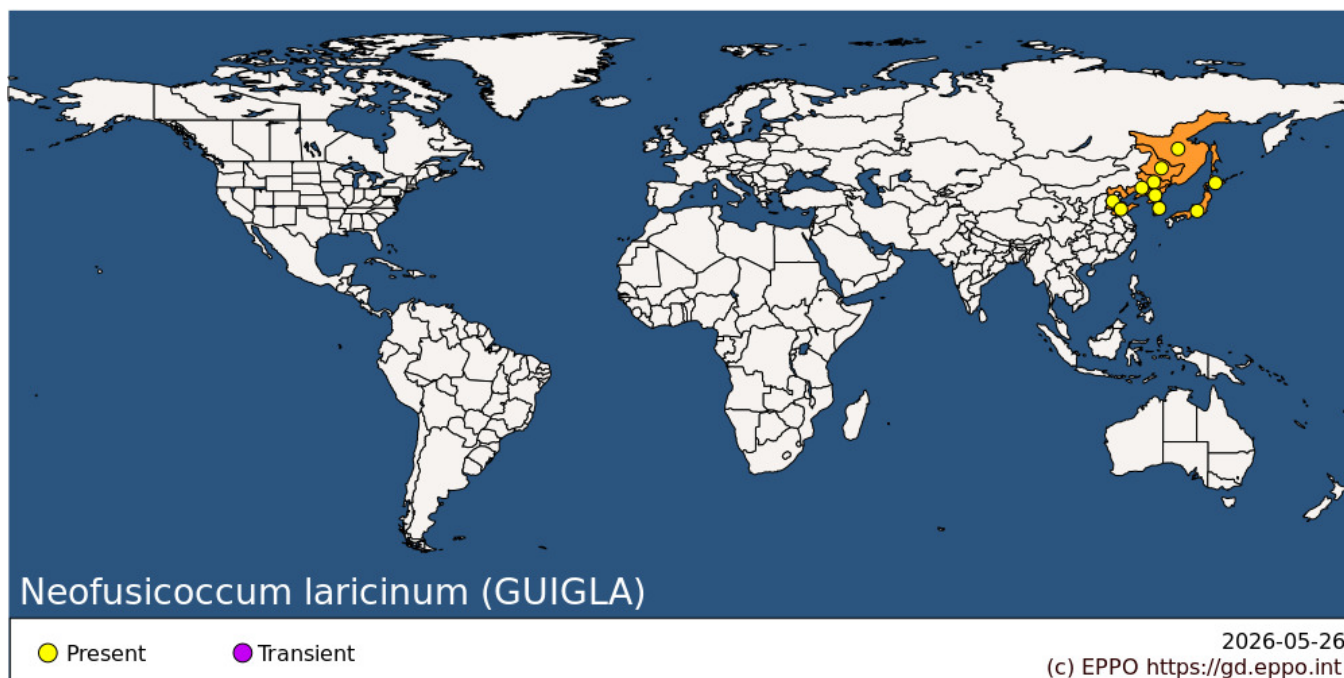 Neofusicoccum laricinum (GUIGLA)
Present
Transient
2026-05-26
(c) EPPO https://gd.eppo.int